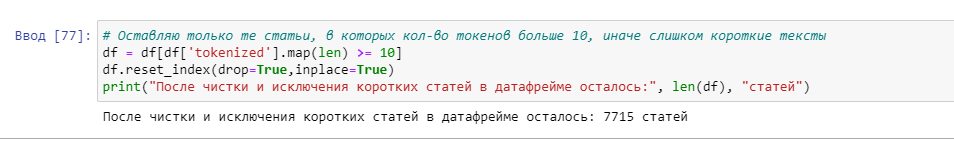 Ввод [77]:
# Оставляю только те статьи, в которых кол-во токенов больше 10, иначе слишком короткие тексты
df = df[df['tokenized'].map(len) >= 10]
df.reset_index(drop=True,inplace=True)
print("После чистки и исключения коротких статей в датафрейме осталось:", len(df), "статей")
После чистки и исключения коротких статей в датафрейме осталось: 7715 статей